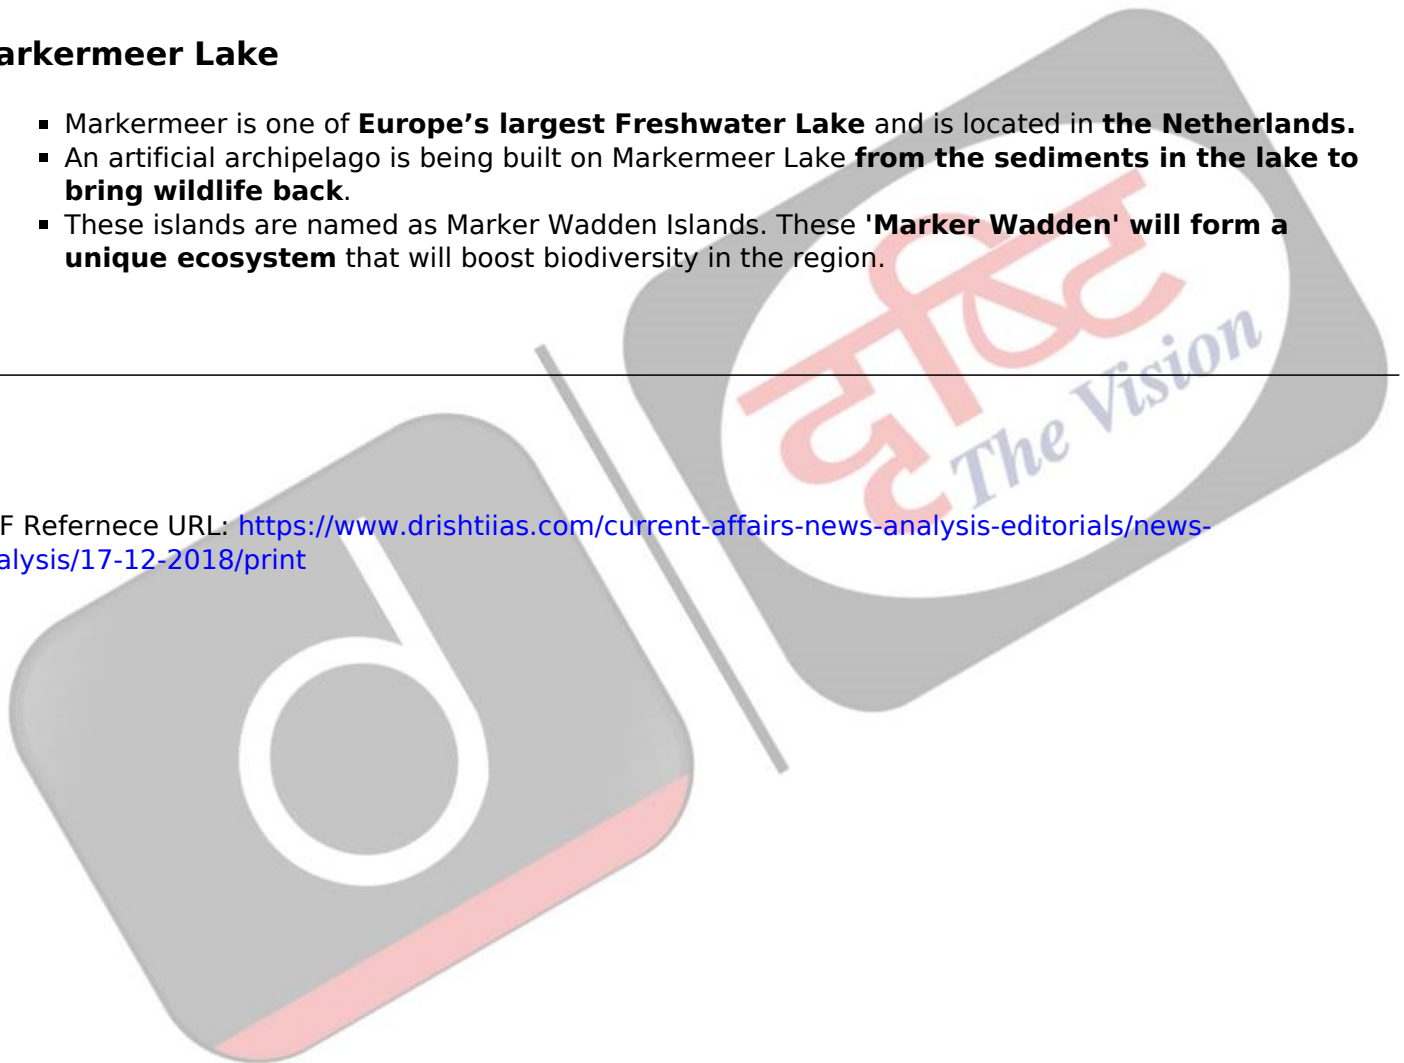 arkermeer Lake
▪ Markermeer is one of Europe’s largest Freshwater Lake and is located in the Netherlands.
▪ An artificial archipelago is being built on Markermeer Lake from the sediments in the lake to
bring wildlife back.
▪ These islands are named as Marker Wadden Islands. These 'Marker Wadden' will form a
unique ecosystem that will boost biodiversity in the region.
दृष्टि
The Vision
F Refernece URL: https://www.drishtiias.com/current-affairs-news-analysis-editorials/news-
alysis/17-12-2018/print
d